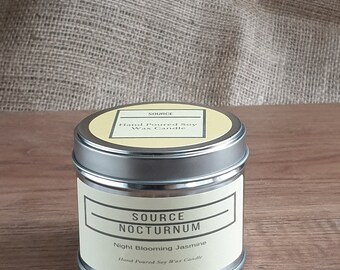 SOURCE
Hand Poured Soy
Wax Candle
SOURCE
NOCTURNUM
Night Blooming Jasmine
Hand Poured Soy Wax Candle